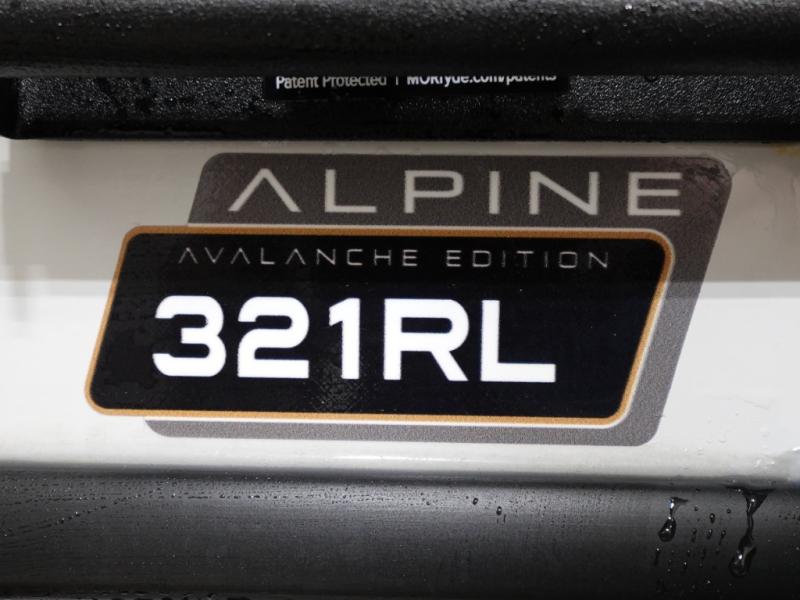 Patent Protected | MORryde.com/patents
ALPINE
AVALANCHE EDITION
321RL